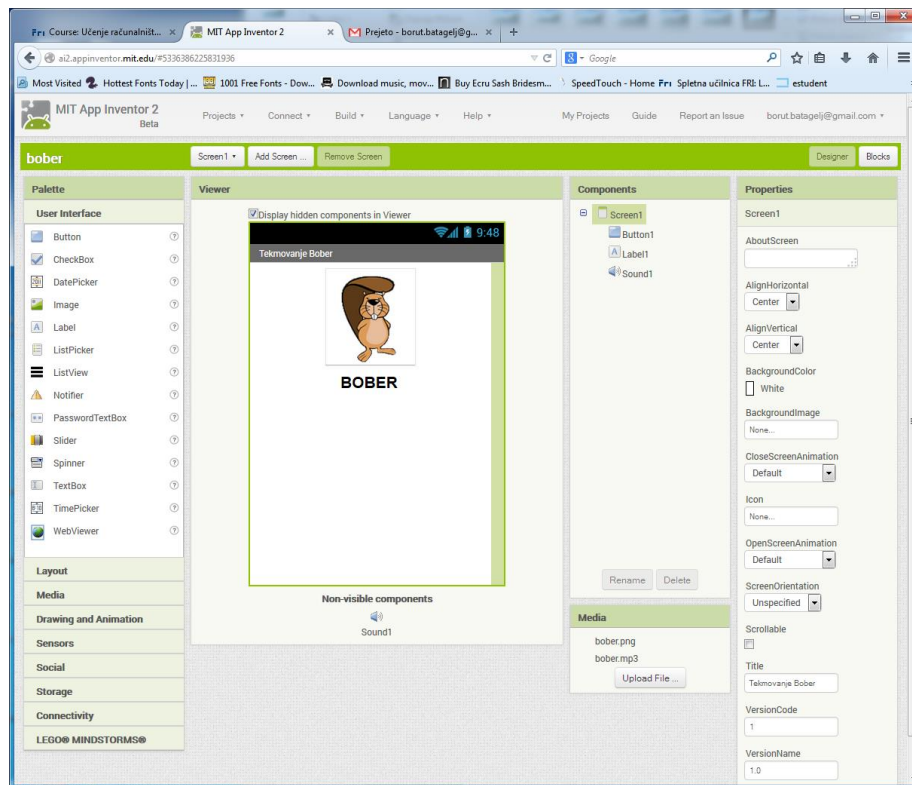 Fri Course: Učenje računalništ... ×
MIT App Inventor 2 ×
Prejeto - borut.batagelj@g... ×
+
ai2.appinventor.mit.edu/#5336386225831936
8 Google
Most Visited
Hottest Fonts Today |...
1001 Free Fonts - Dow...
Download music, mov...
Buy Ecru Sash Bridesm...
SpeedTouch - Home
Fri Spletna učilnica FRI: L...
estudent
MIT App Inventor 2
Beta
Projects
Connect
Build
Language
Help
My Projects
Guide
Report an Issue
borut.batagelj@gmail.com
bober
Screen1
Add Screen ...
Remove Screen
Designer
Blocks
Palette
User Interface
Button ?
CheckBox ?
DatePicker ?
Image ?
Label ?
ListPicker ?
ListView ?
Notifier ?
PasswordTextBox ?
Slider ?
Spinner ?
TextBox ?
TimePicker ?
WebViewer ?
Layout
Media
Drawing and Animation
Sensors
Social
Storage
Connectivity
LEGO® MINDSTORMS®
Viewer
Display hidden components in Viewer
9:48
Tekmovanje Bober
BOBER
Non-visible components
Sound1
Components
Screen1
Button1
A Label1
Sound1
Rename
Delete
Media
bober.png
bober.mp3
Upload File ...
Properties
Screen1
AboutScreen
AlignHorizontal
Center
AlignVertical
Center
BackgroundColor
White
BackgroundImage
None...
CloseScreenAnimation
Default
Icon
None...
OpenScreenAnimation
Default
ScreenOrientation
Unspecified
Scrollable
Title
Tekmovanje Bober
VersionCode
1
VersionName
1.0